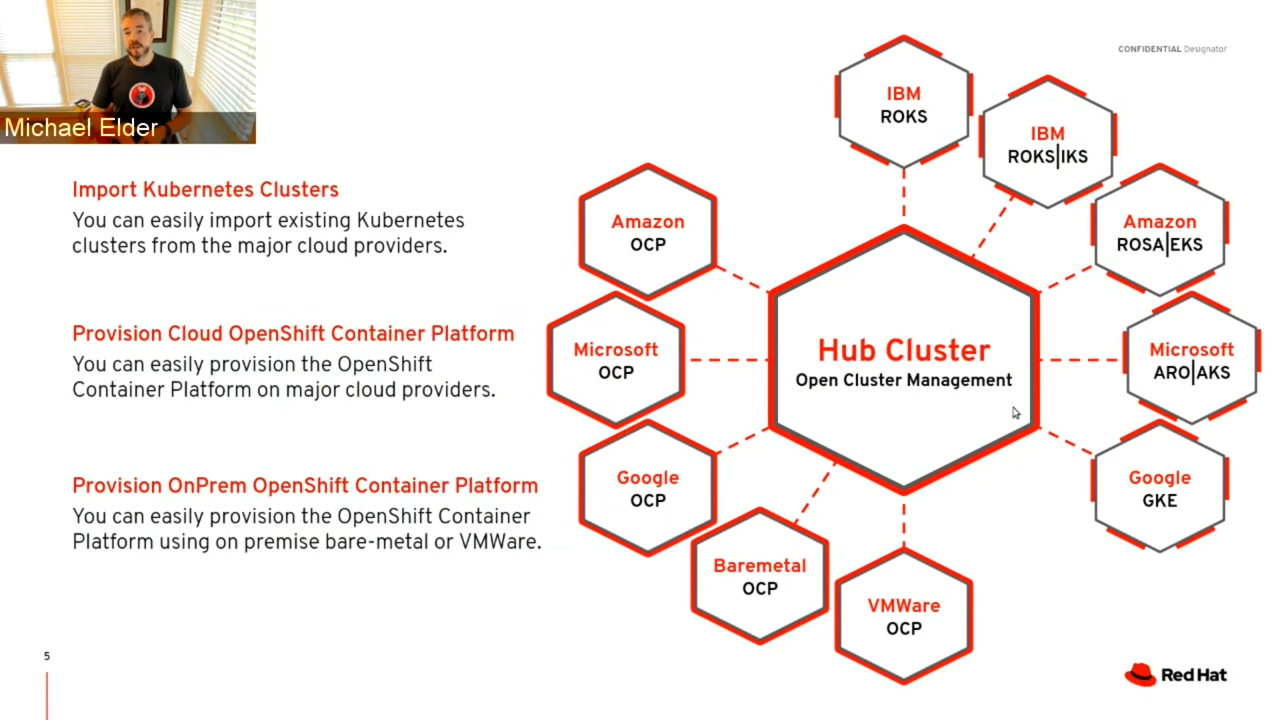 Michael Elder
CONFIDENTIAL Designator
Import Kubernetes Clusters
You can easily import existing Kubernetes
clusters from the major cloud providers.
Provision Cloud OpenShift Container Platform
You can easily provision the OpenShift
Container Platform on major cloud providers.
Provision OnPrem OpenShift Container Platform
You can easily provision the OpenShift Container
Platform using on premise bare-metal or VMWare.
IBM
ROKS
IBM
ROKS|IKS
Amazon
OCP
Amazon
ROSA|EKS
Microsoft
OCP
Hub Cluster
Open Cluster Management
Microsoft
ARO|AKS
Google
OCP
Google
GKE
Baremetal
OCP
VMWare
OCP
5
Red Hat